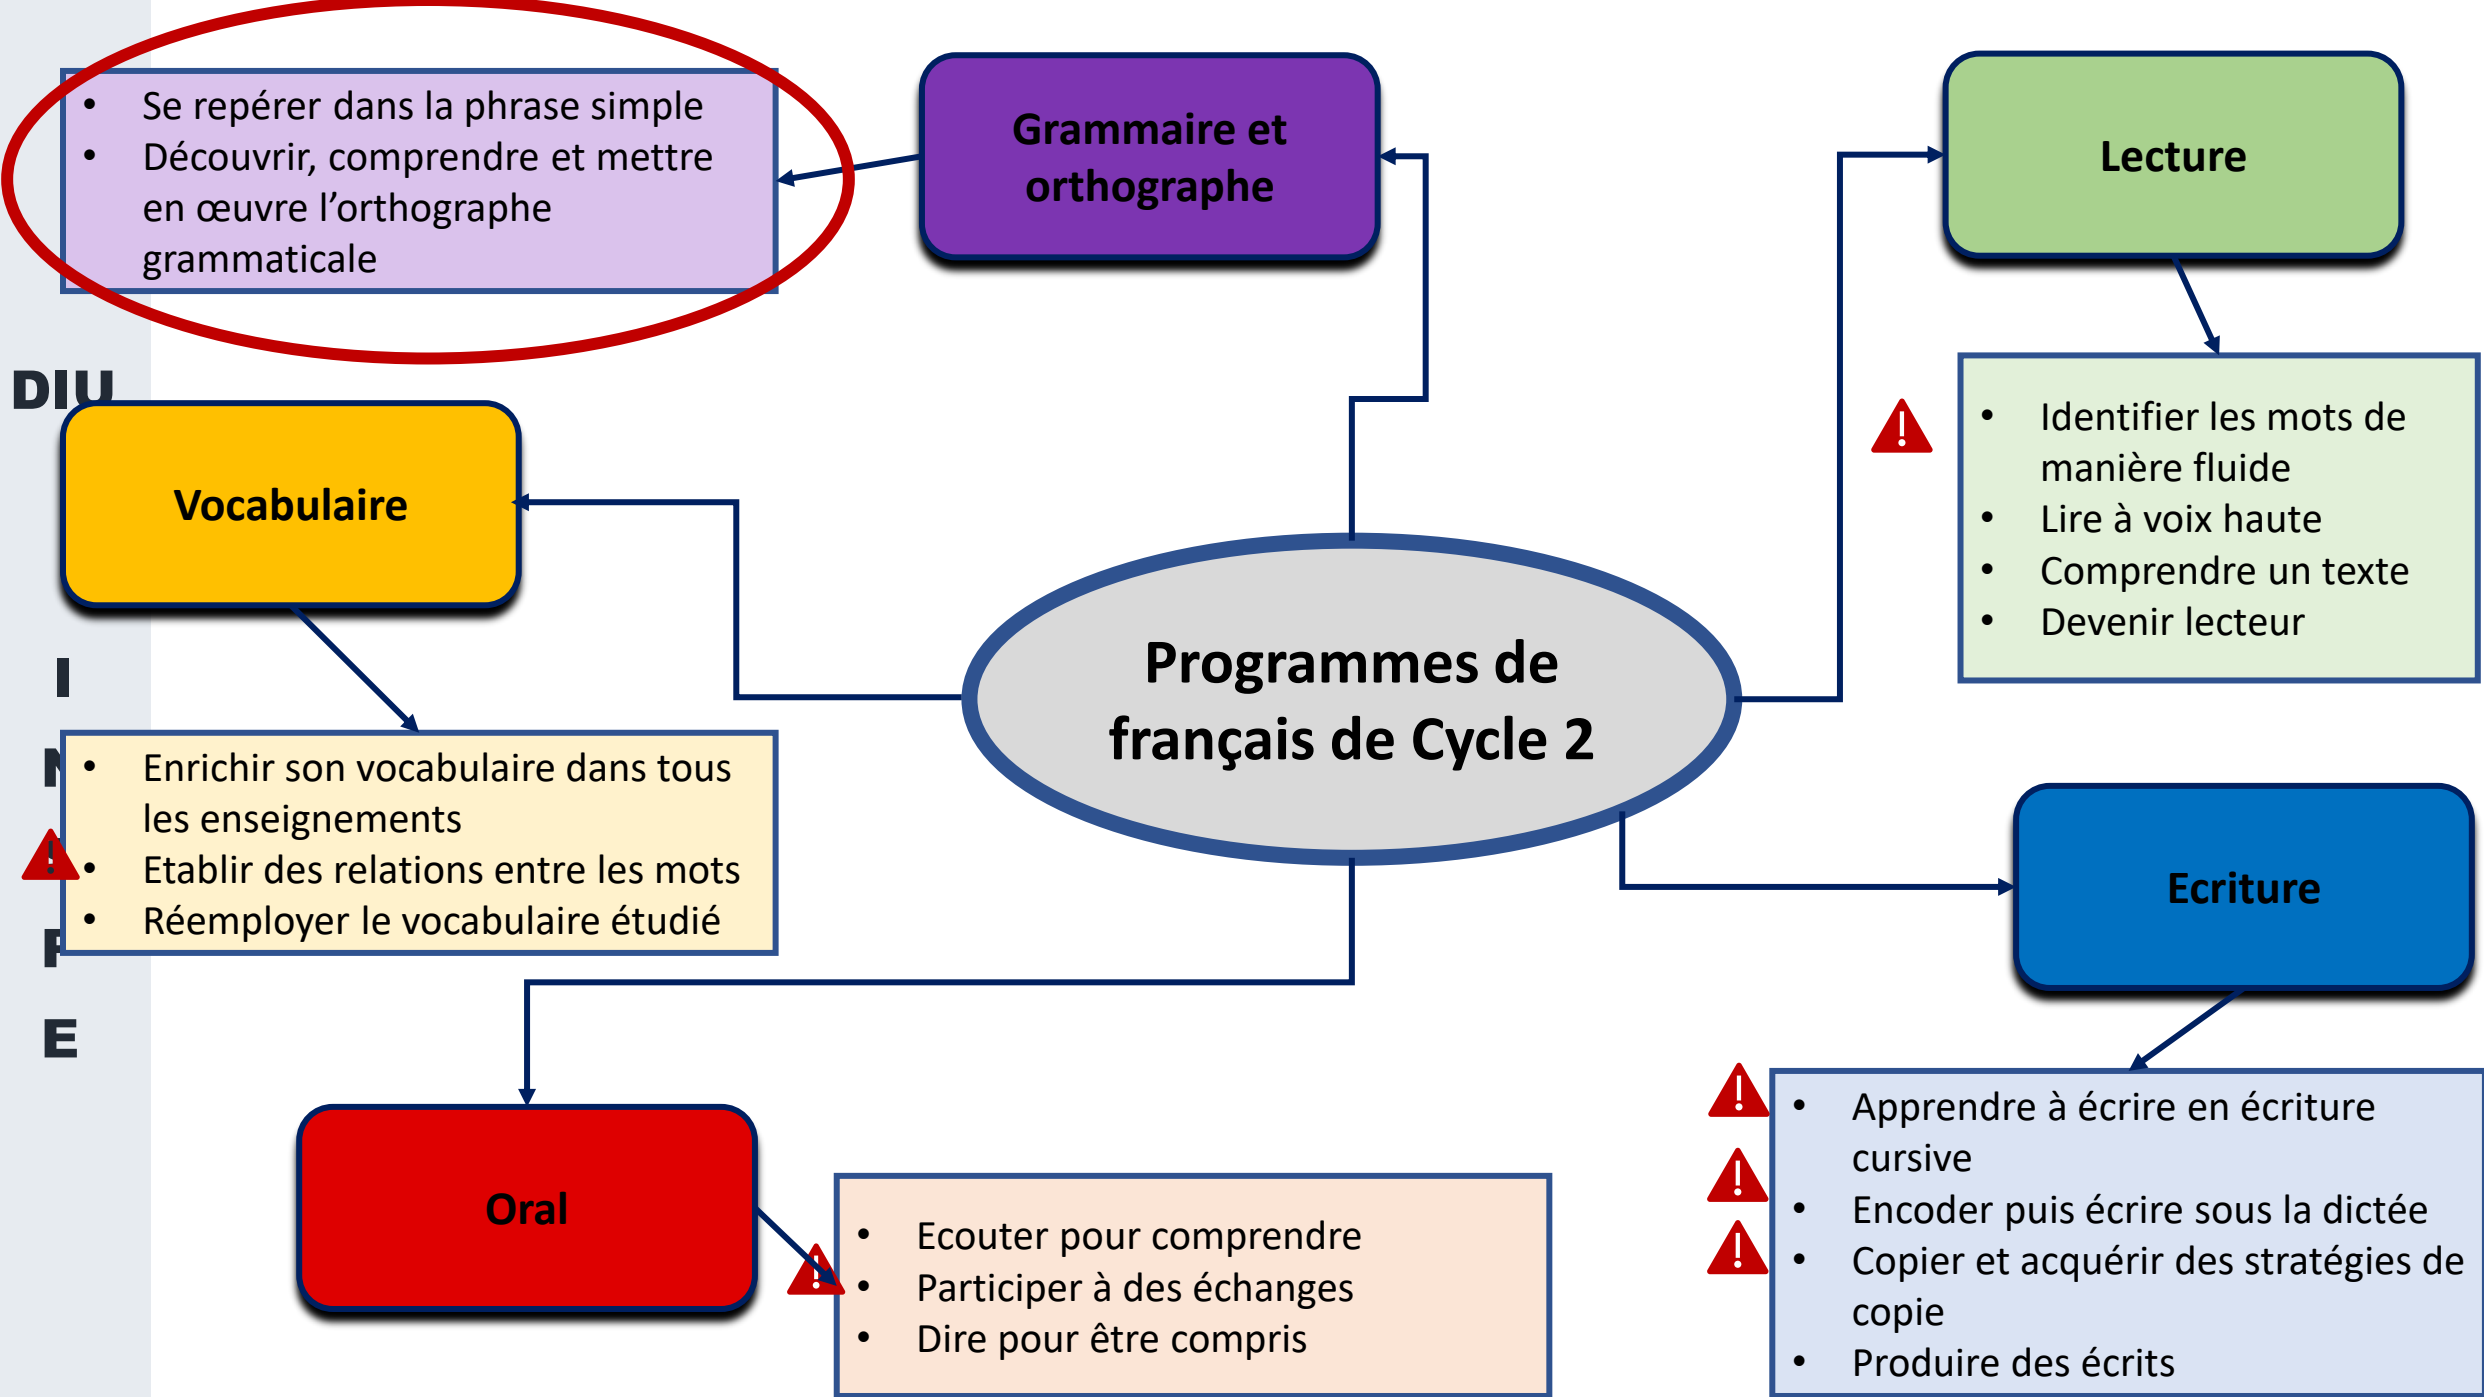 • Se repérer dans la phrase simple
• Découvrir, comprendre et mettre
en œuvre l’orthographe
grammaticale
Grammaire et
orthographe
Lecture
• Identifier les mots de
manière fluide
• Lire à voix haute
• Comprendre un texte
• Devenir lecteur
DIU
Vocabulaire
• Enrichir son vocabulaire dans tous
les enseignements
• Etablir des relations entre les mots
• Réemployer le vocabulaire étudié
Programmes de
français de Cycle 2
Ecriture
• Apprendre à écrire en écriture
cursive
• Encoder puis écrire sous la dictée
• Copier et acquérir des stratégies de
copie
• Produire des écrits
Oral
• Ecouter pour comprendre
• Participer à des échanges
• Dire pour être compris
I
N
E